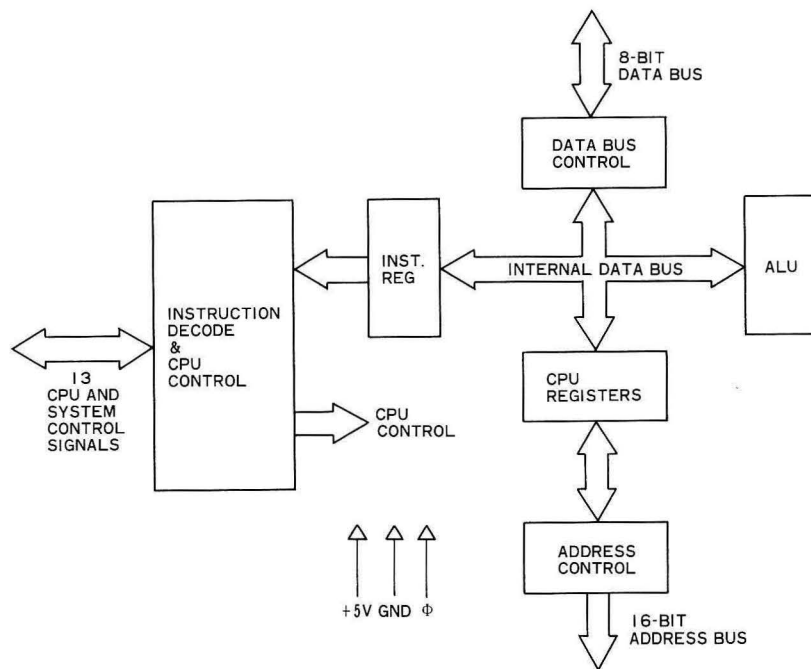 8-BIT
DATA BUS
DATA BUS
CONTROL
INST.
REG
INTERNAL DATA BUS
ALU
INSTRUCTION
DECODE
&
CPU
CONTROL
13
CPU AND
SYSTEM
CONTROL
SIGNALS
CPU
REGISTERS
CPU
CONTROL
ADDRESS
CONTROL
+5V GND Φ
16-BIT
ADDRESS BUS